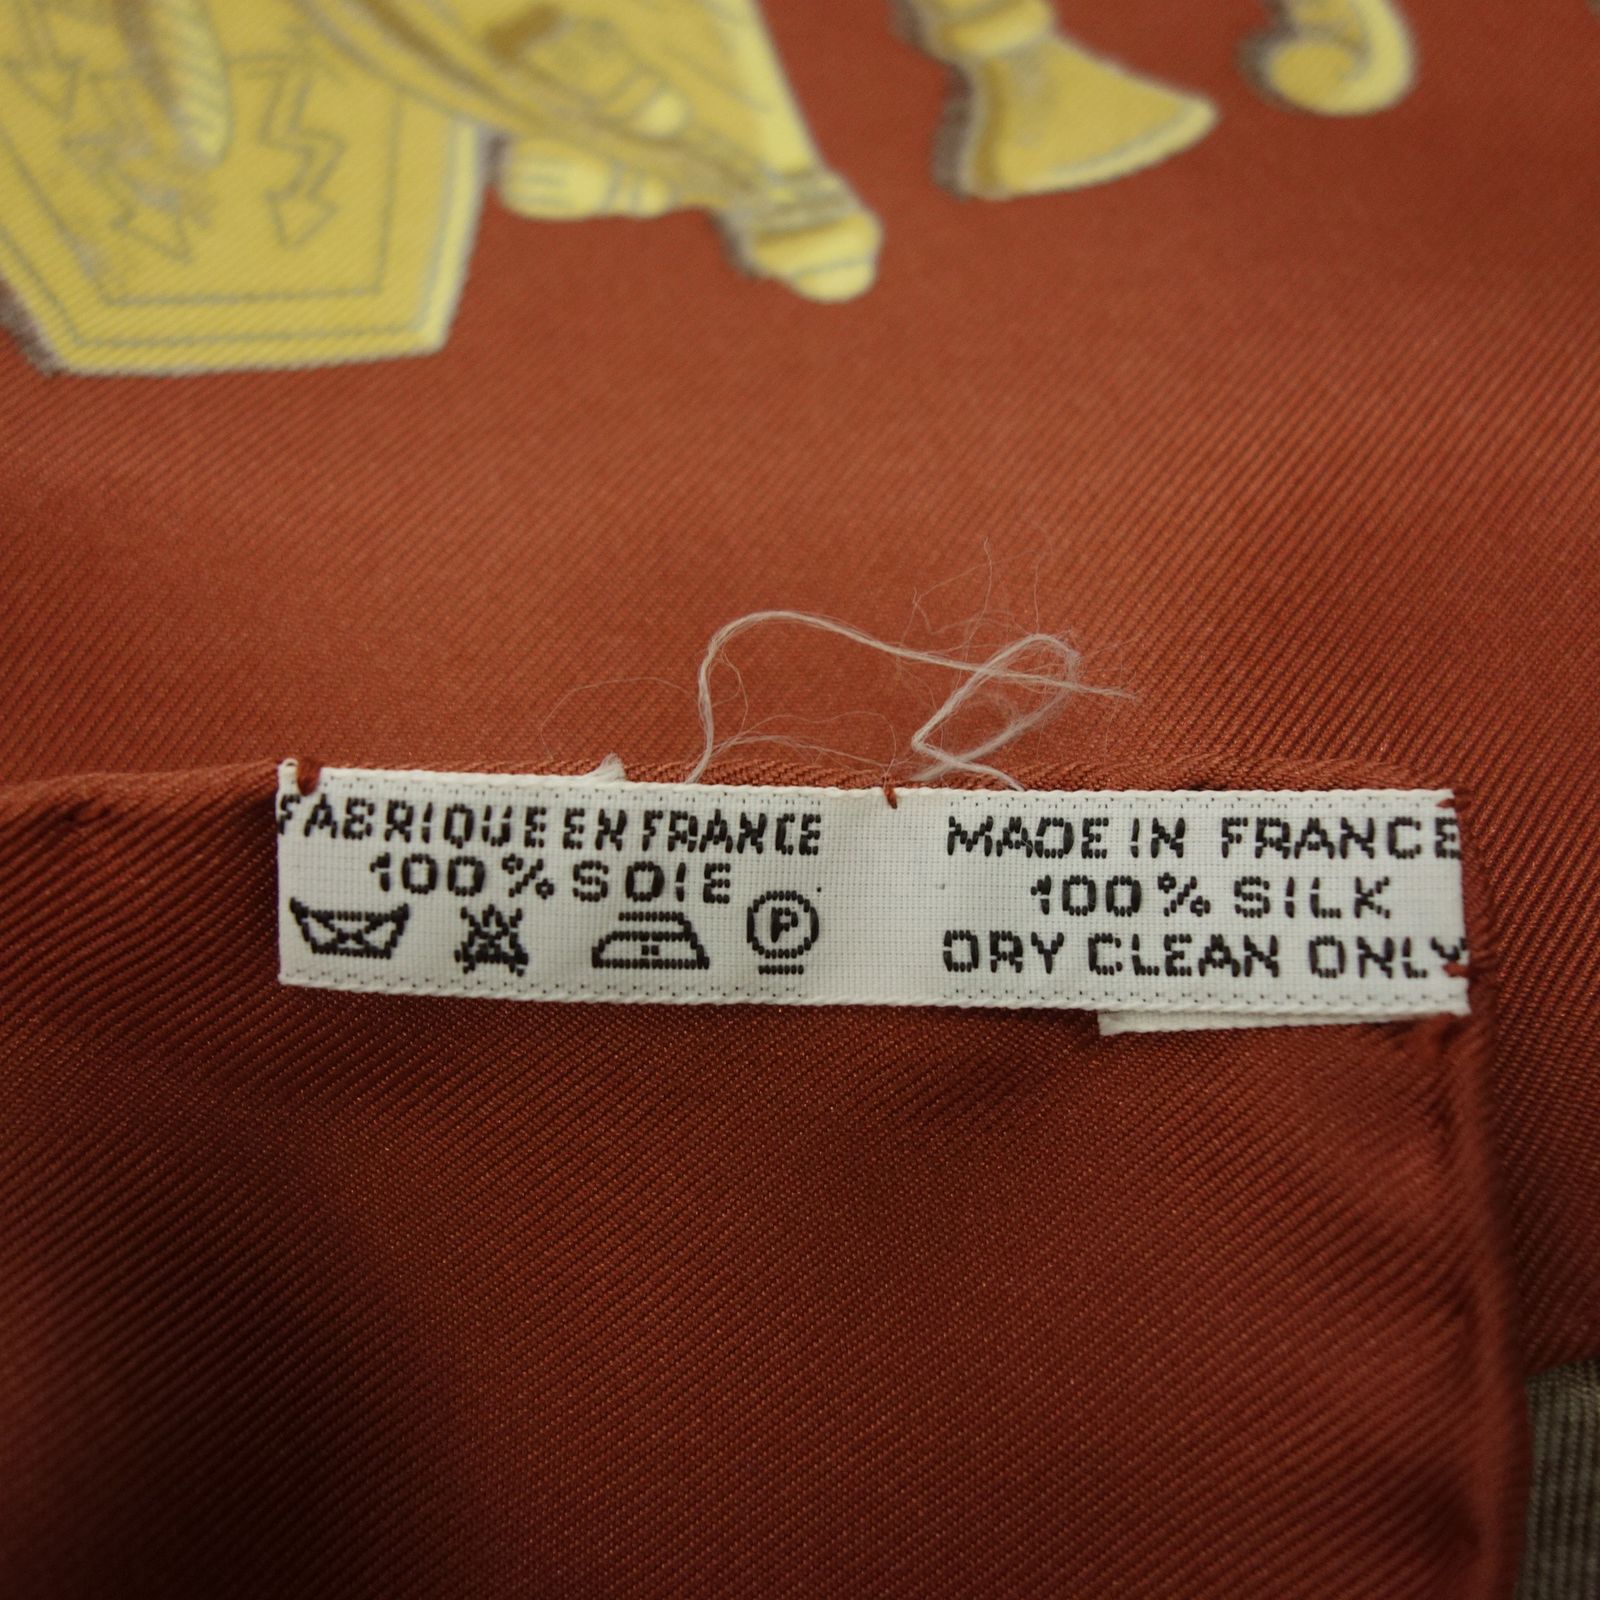 FABRIQUE EN FRANCE
100% SOIE
P
MADE IN FRANCE
100% SILK
DRY CLEAN ONLY